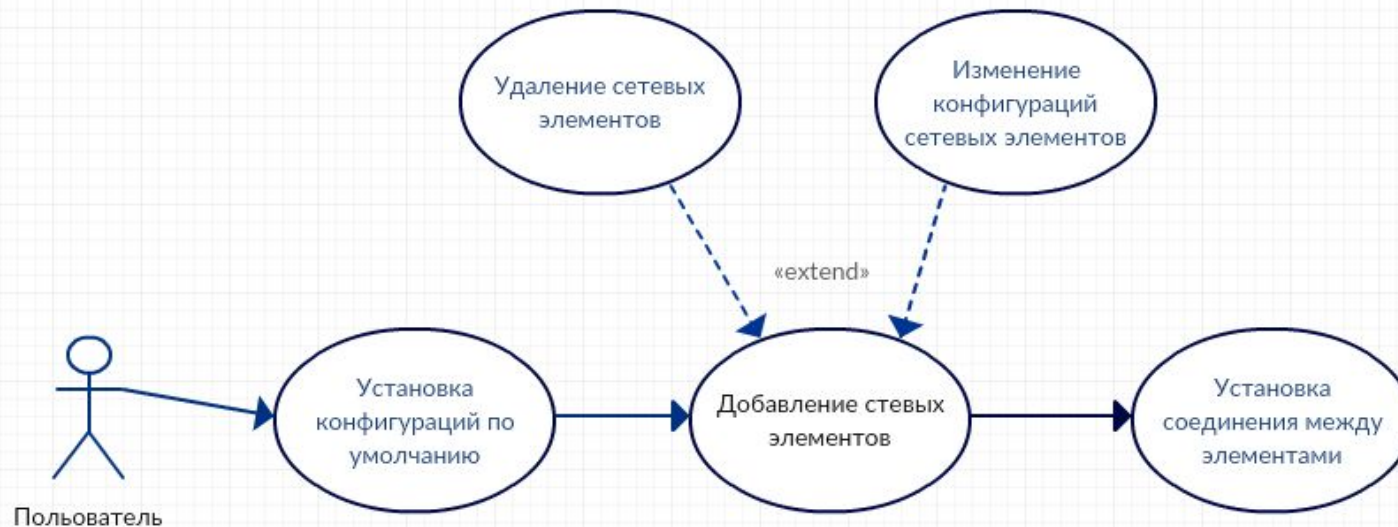 Удаление сетевых
элементов
Изменение
конфигураций
сетевых элементов
«extend»
Установка
конфигураций по
умолчанию
Добавление стевых
элементов
Установка
соединения между
элементами
Польователь